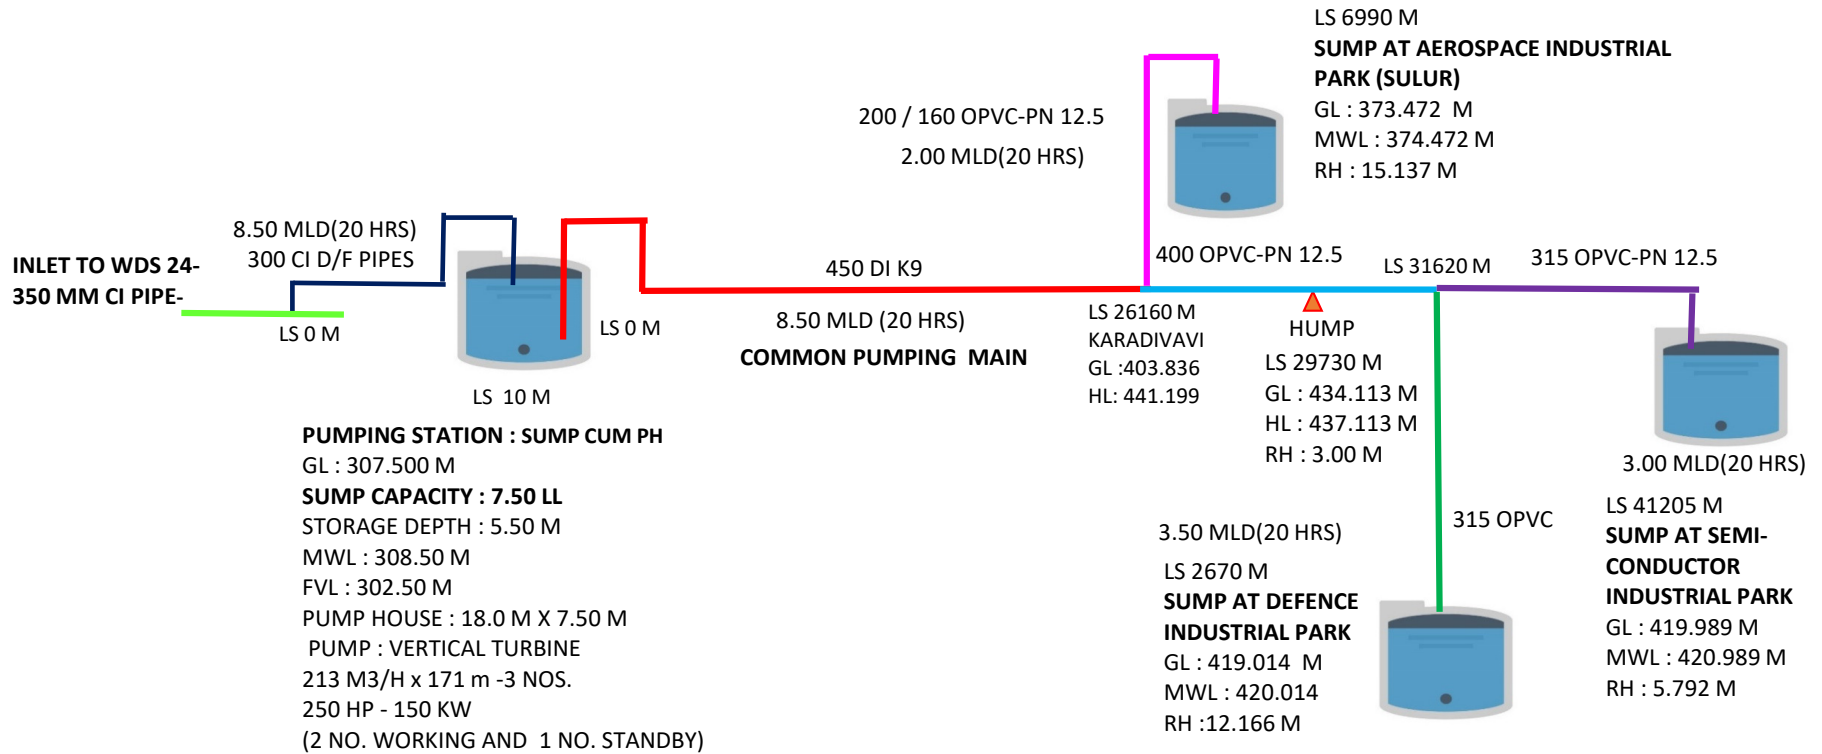 LS 6990 M
SUMP AT AEROSPACE INDUSTRIAL
PARK (SULUR)
GL : 373.472 M
MWL : 374.472 M
RH : 15.137 M
200 / 160 OPVC-PN 12.5
2.00 MLD(20 HRS)
8.50 MLD(20 HRS)
300 CI D/F PIPES
INLET TO WDS 24-
350 MM CI PIPE-
LS 0 M
LS 0 M
LS 10 M
450 DI K9
8.50 MLD (20 HRS)
COMMON PUMPING MAIN
400 OPVC-PN 12.5
LS 31620 M
315 OPVC-PN 12.5
LS 26160 M
KARADIVAVI
GL :403.836
HL: 441.199
HUMP
LS 29730 M
GL : 434.113 M
HL : 437.113 M
RH : 3.00 M
PUMPING STATION : SUMP CUM PH
GL : 307.500 M
SUMP CAPACITY : 7.50 LL
STORAGE DEPTH : 5.50 M
MWL : 308.50 M
FVL : 302.50 M
PUMP HOUSE : 18.0 M X 7.50 M
PUMP : VERTICAL TURBINE
213 M3/H x 171 m -3 NOS.
250 HP - 150 KW
(2 NO. WORKING AND 1 NO. STANDBY)
3.50 MLD(20 HRS)
315 OPVC
LS 2670 M
SUMP AT DEFENCE
INDUSTRIAL PARK
GL : 419.014 M
MWL : 420.014
RH :12.166 M
3.00 MLD(20 HRS)
LS 41205 M
SUMP AT SEMI-
CONDUCTOR
INDUSTRIAL PARK
GL : 419.989 M
MWL : 420.989 M
RH : 5.792 M